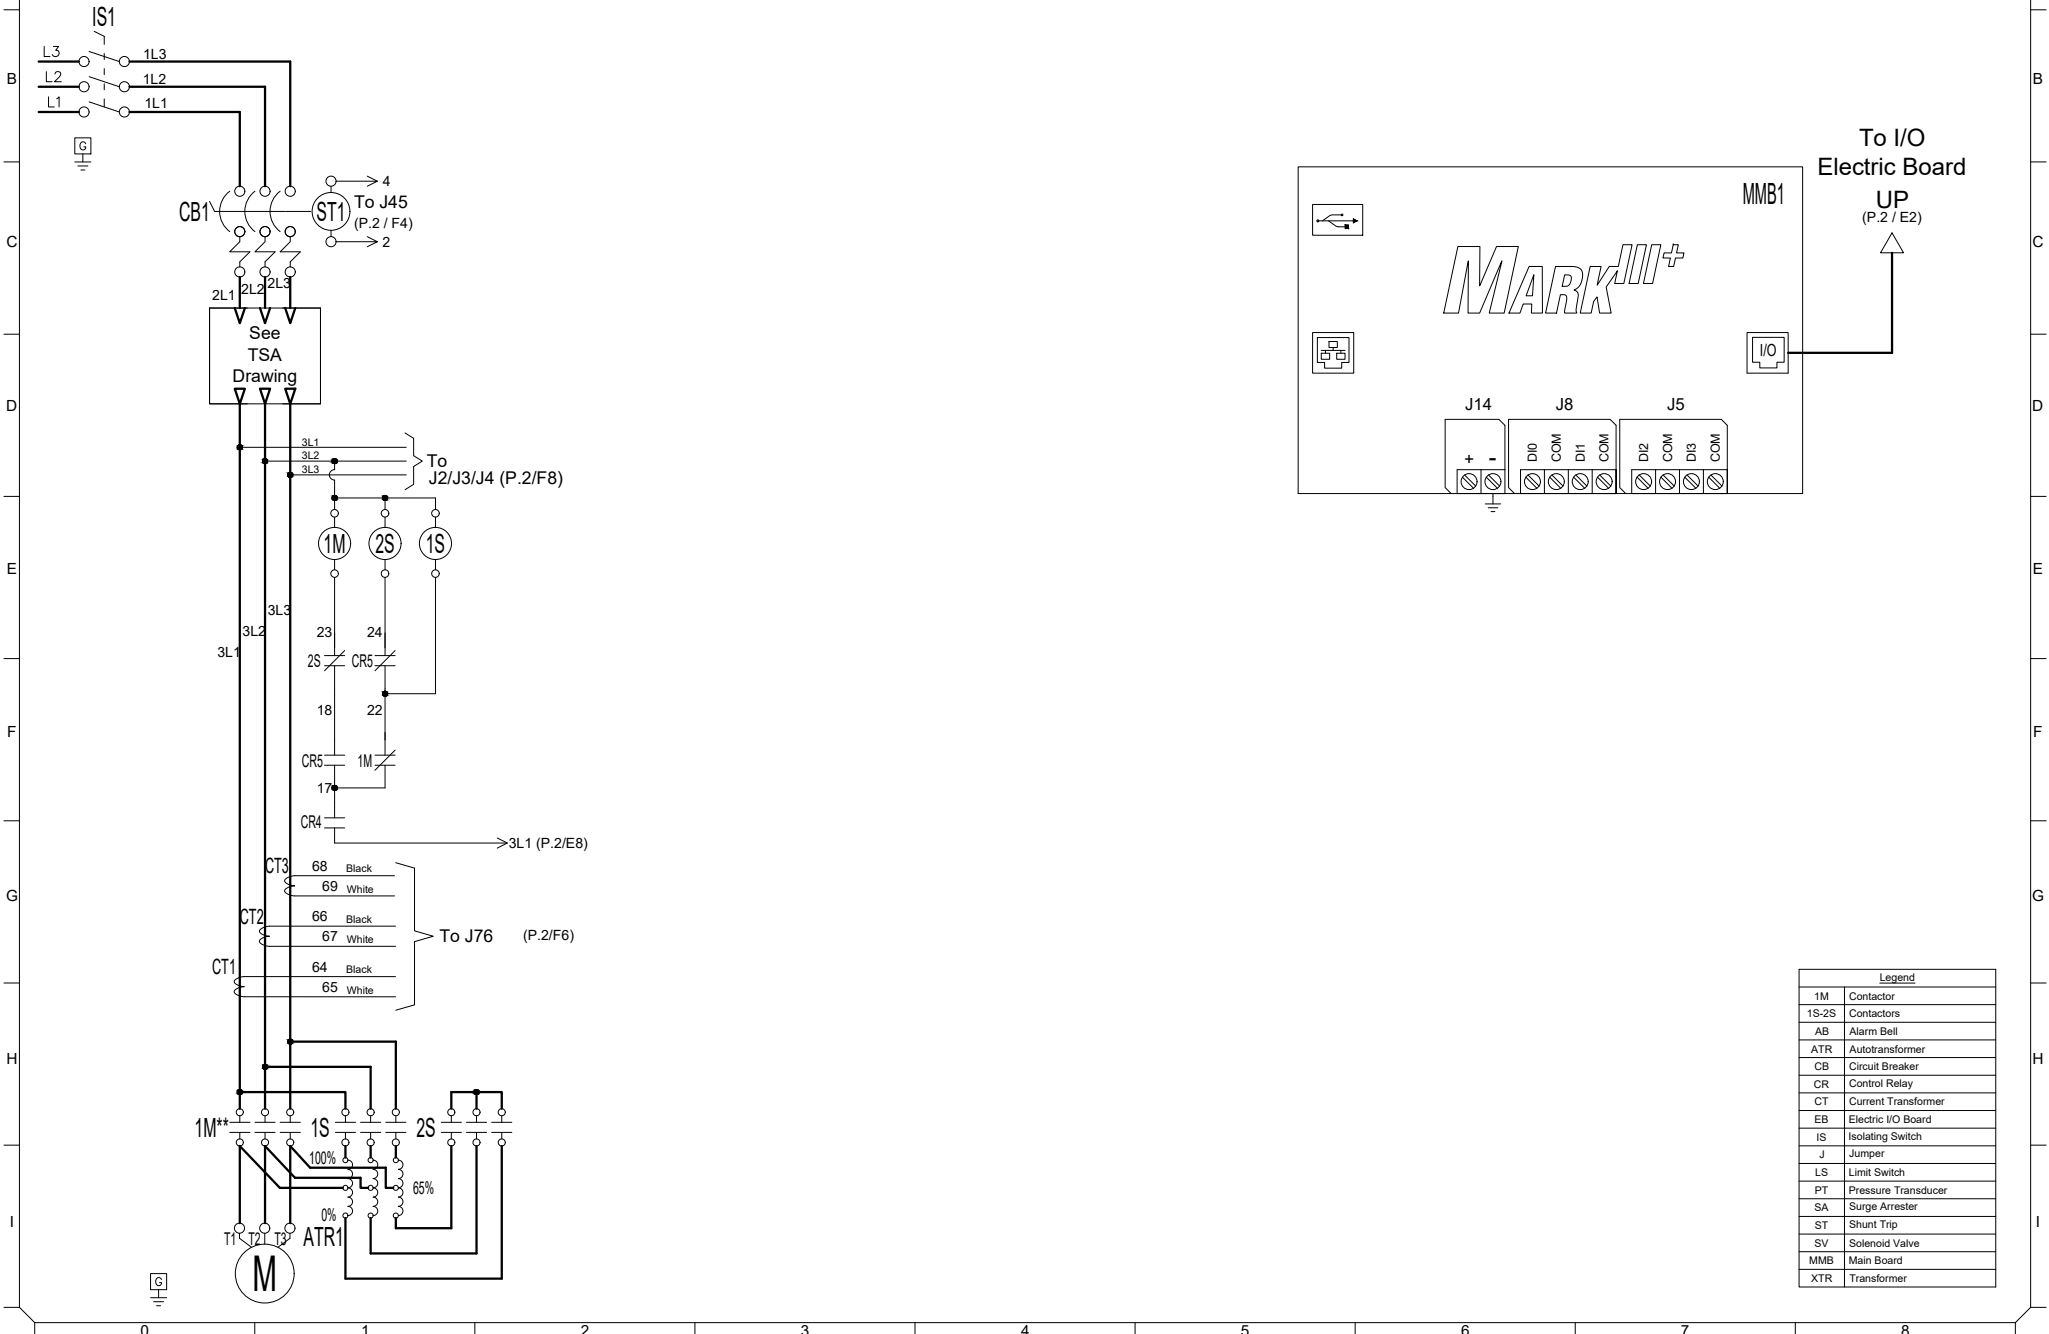 IS1
L3 1L3
L2 1L2
L1 1L1
B B
G
To I/O
Electric Board
UP
(P.2 / E2)
CB1 ST1
4
To J45
(P.2 / F4)
2
C C
2L1 2L2 2L3
See
TSA
Drawing
MMB1
MARK III+
I/O
J14 J8 J5
+ - DI0 COM DI1 COM DI2 COM DI3 COM
D D
3L1
3L2
3L3
To
J2/J3/J4 (P.2/F8)
1M 2S 1S
E E
3L3
3L2
3L1
23 24
2S CR5
18 22
F F
CR5 1M
17
CR4
3L1 (P.2/E8)
CT3 68 Black
69 White
G G
CT2 66 Black
67 White
To J76 (P.2/F6)
CT1 64 Black
65 White
H H
1M** 1S 2S
100%
65%
0%
ATR1
I I
T1 T2 T3
M
G
Legend
1M Contactor
1S-2S Contactors
AB Alarm Bell
ATR Autotransformer
CB Circuit Breaker
CR Control Relay
CT Current Transformer
EB Electric I/O Board
IS Isolating Switch
J Jumper
LS Limit Switch
PT Pressure Transducer
SA Surge Arrester
ST Shunt Trip
SV Solenoid Valve
MMB Main Board
XTR Transformer
0 1 2 3 4 5 6 7 8